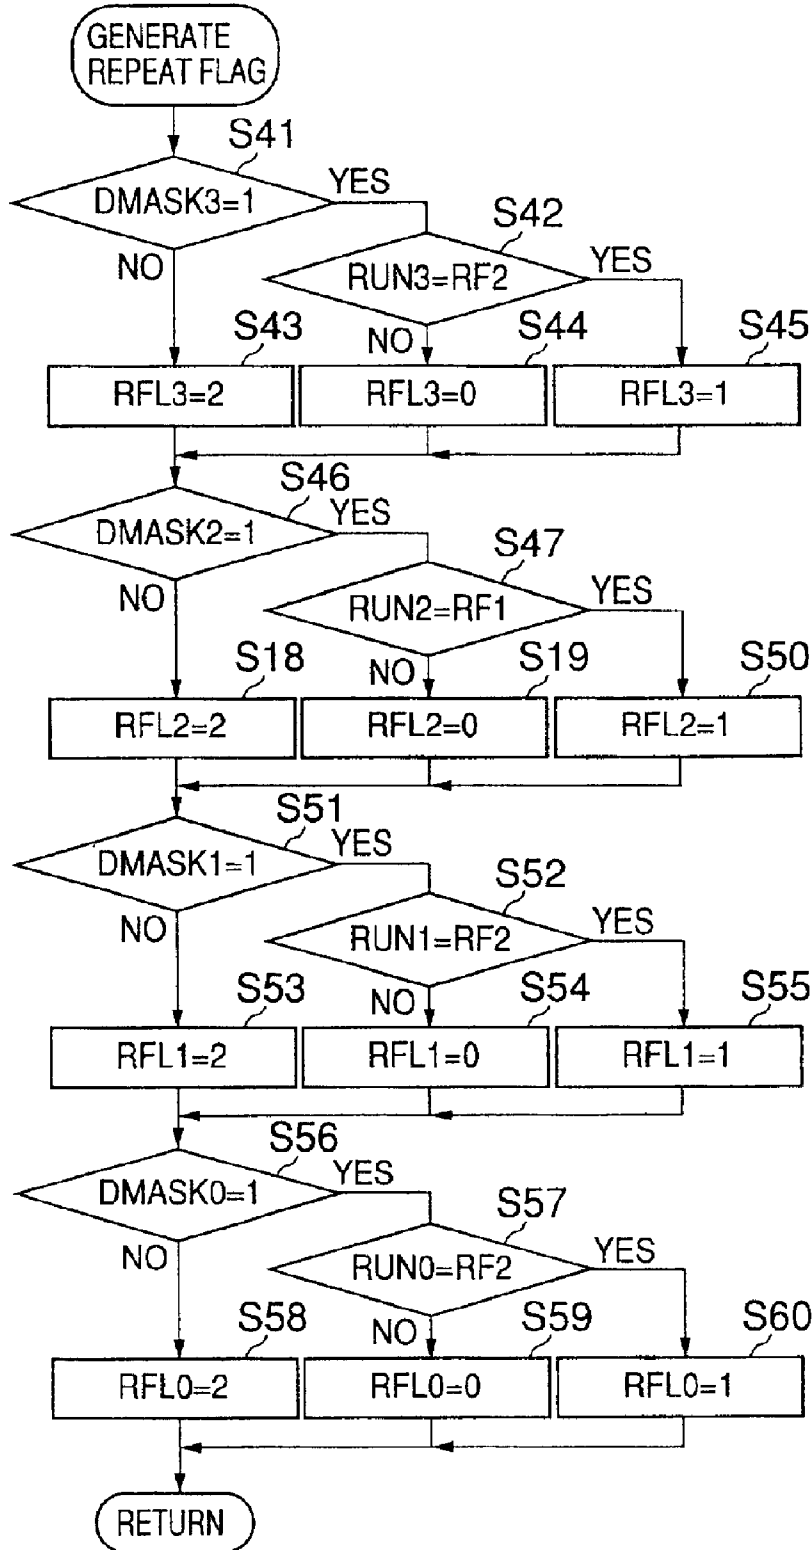 GENERATE
REPEAT FLAG
S41
DMASK3=1
YES
NO
S42
RUN3=RF2
YES
NO
S43
S44
S45
RFL3=2
RFL3=0
RFL3=1
S46
DMASK2=1
YES
NO
S47
RUN2=RF1
YES
NO
S18
S19
S50
RFL2=2
RFL2=0
RFL2=1
S51
DMASK1=1
YES
NO
S52
RUN1=RF2
YES
NO
S53
S54
S55
RFL1=2
RFL1=0
RFL1=1
S56
DMASK0=1
YES
NO
S57
RUN0=RF2
YES
NO
S58
S59
S60
RFL0=2
RFL0=0
RFL0=1
RETURN